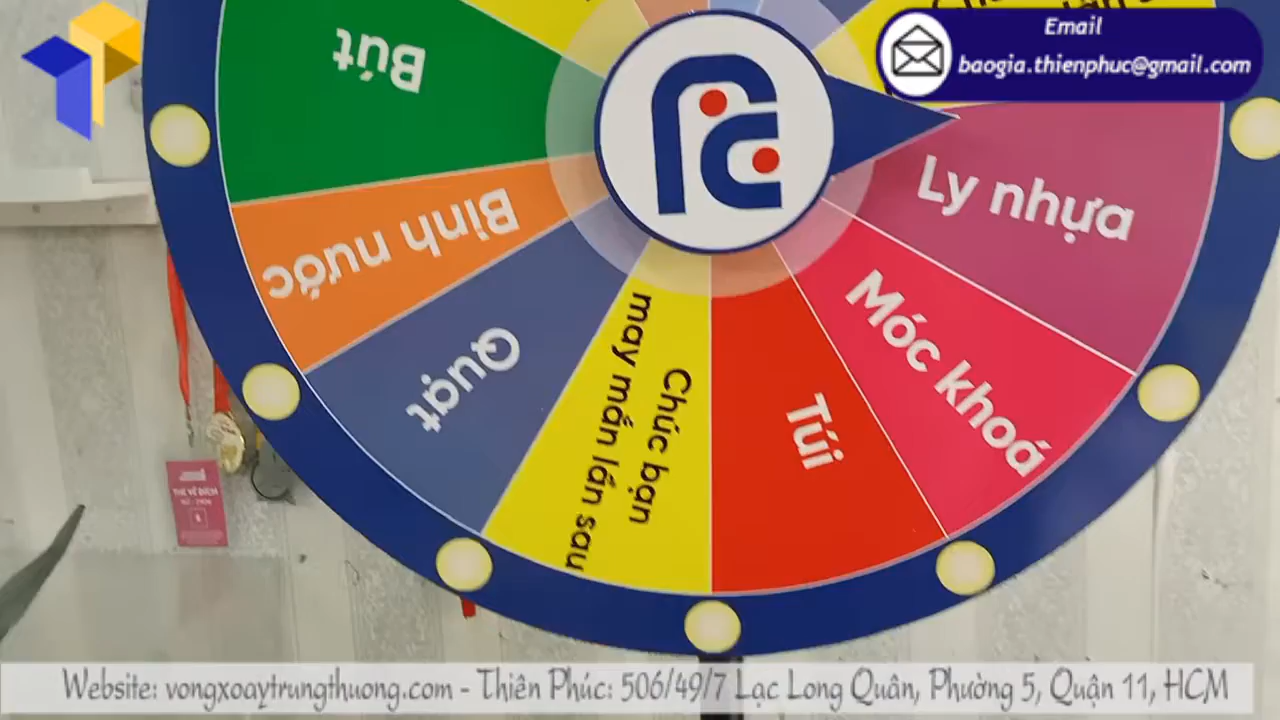 Email
baogia.thienphuc@gmail.com
Bút
Bình nước
Quạt
Chúc bạn
may mắn lần sau
Túi
Móc khoá
Ly nhựa
Website: vongxoaytrungthuong.com - Thiên Phúc: 506/49/7 Lạc Long Quân, Phường 5, Quận 11, HCM